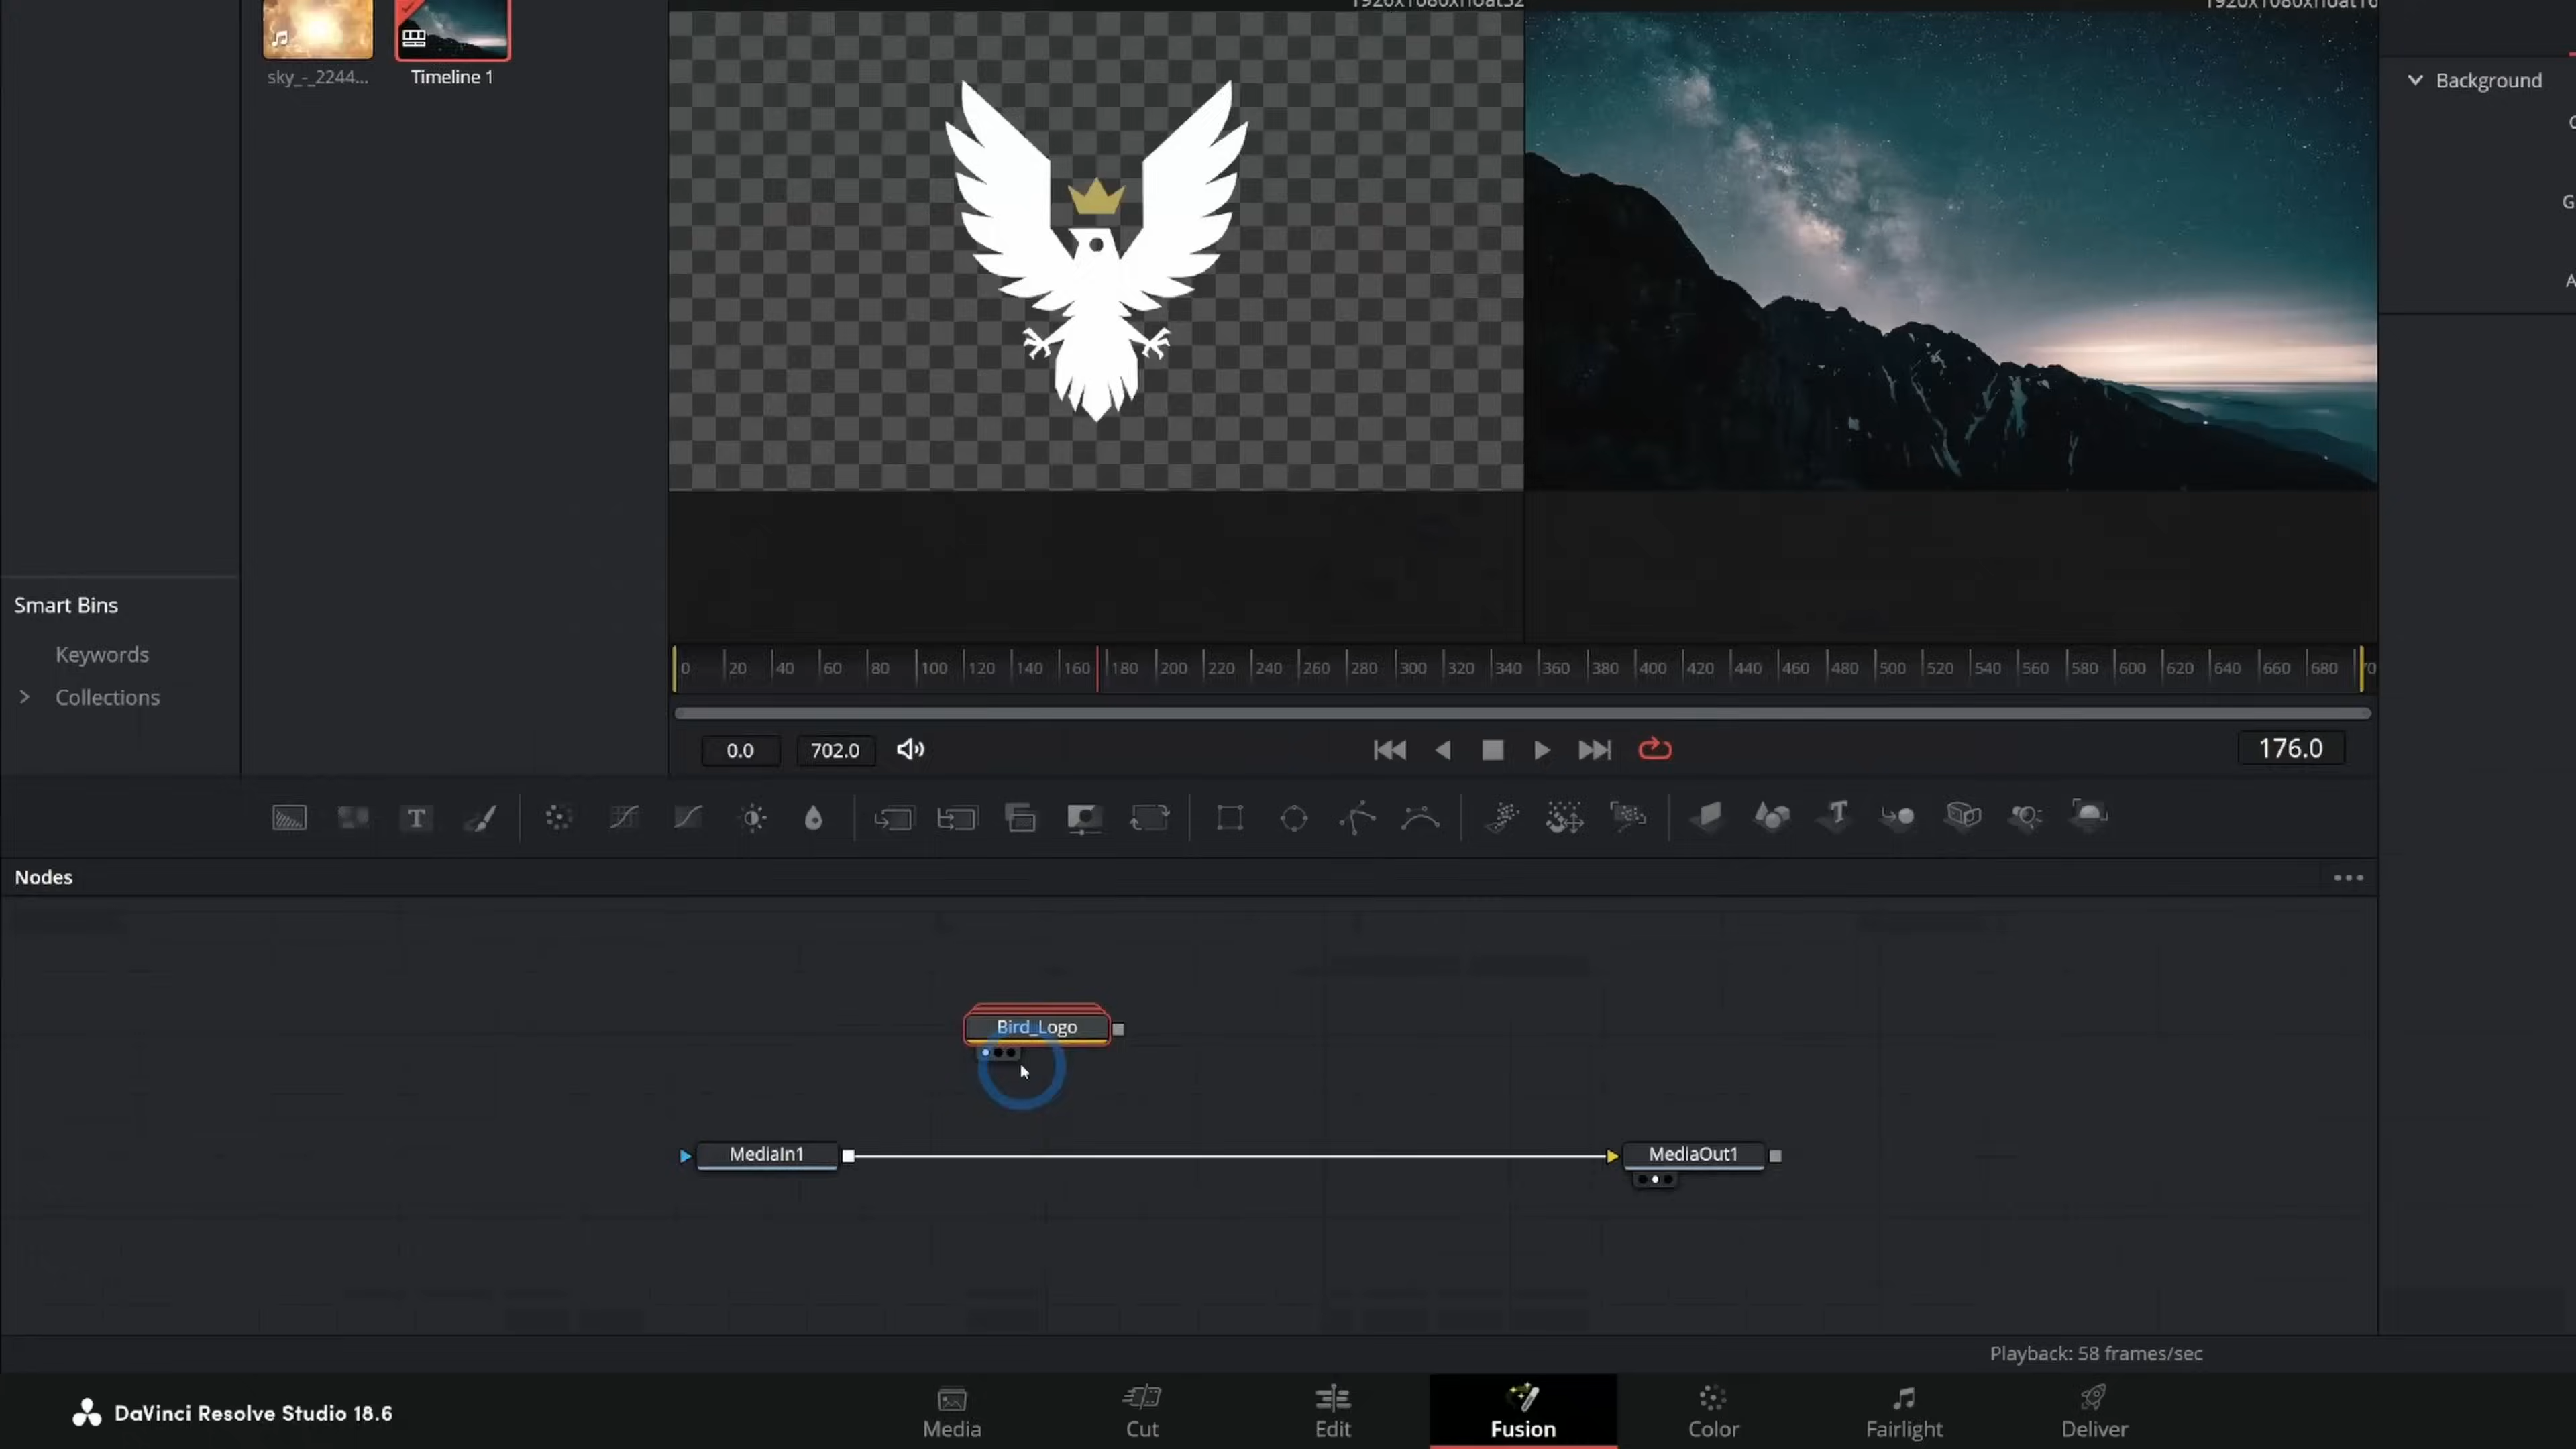 sky_-_2244...
Timeline 1
Background
Smart Bins
Keywords
Collections
0 20 40 60 80 100 120 140 160 180 200 220 240 260 280 300 320 340 360 380 400 420 440 460 480 500 520 540 560 580 600 620 640 660 680
0.0 702.0 176.0
T
Nodes
Bird_Logo
MediaIn1
MediaOut1
Playback: 58 frames/sec
DaVinci Resolve Studio 18.6
Media Cut Edit Fusion Color Fairlight Deliver